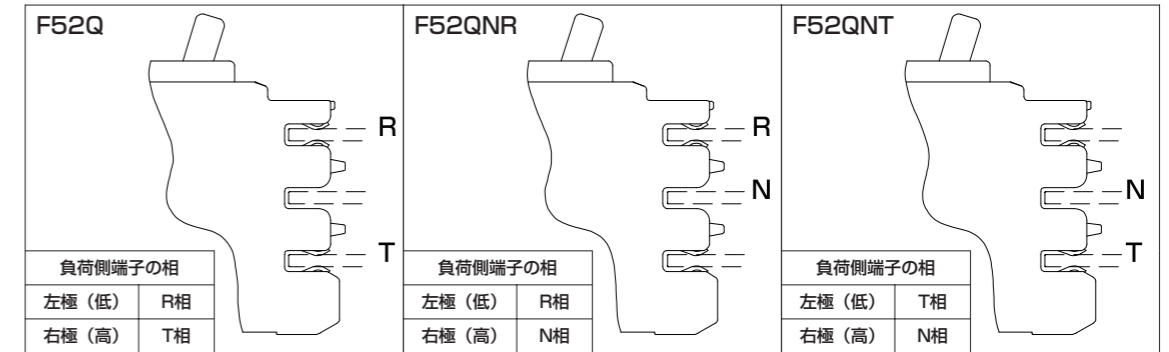 F52Q
R
T
負荷側端子の相
左極（低） R相
右極（高） T相
F52QNR
R
N
負荷側端子の相
左極（低） R相
右極（高） N相
F52QNT
N
T
負荷側端子の相
左極（低） T相
右極（高） N相